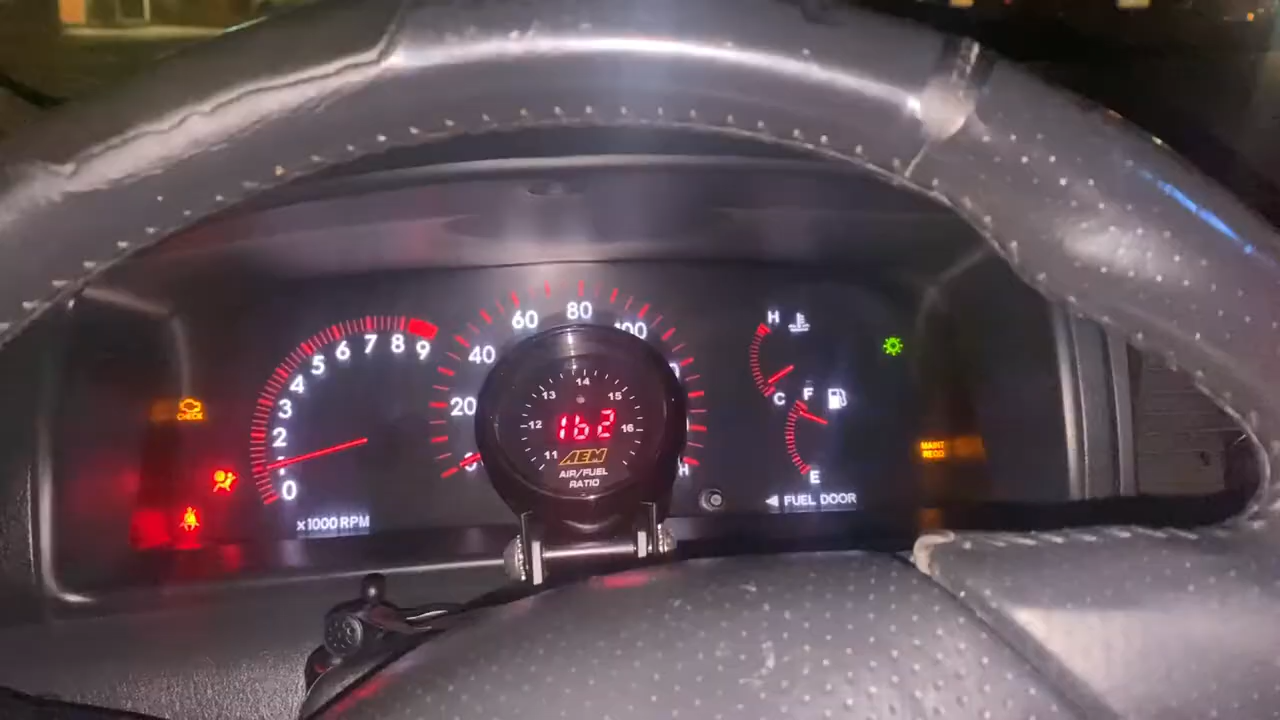 60
80
100
40
20
0
9
8
7
6
5
4
3
2
1
0
x1000 RPM
CHECK
14
13
15
12
16
11
162
AEM
AIR/FUEL
RATIO
H
C
F
E
◄ FUEL DOOR
MAINT
REQD